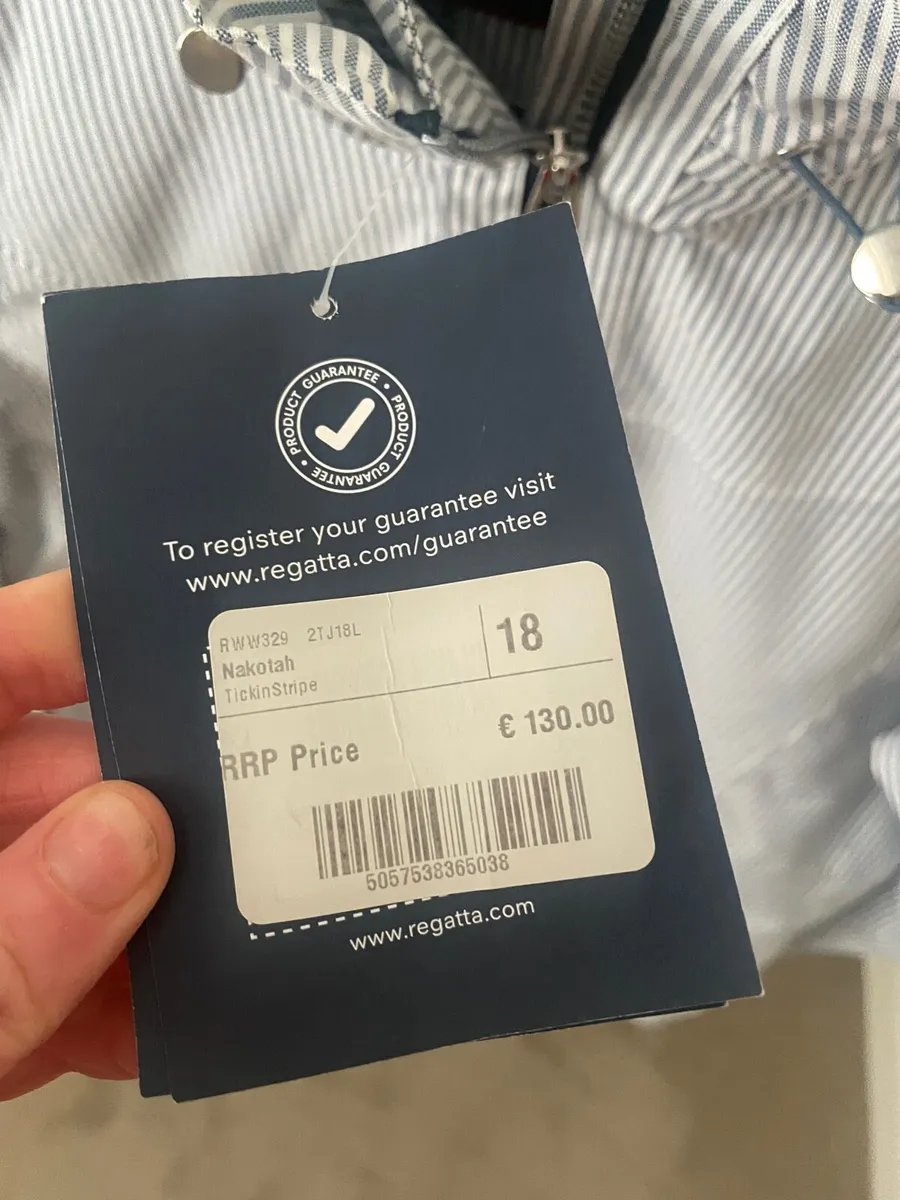 PRODUCT GUARANTEE • PRODUCT GUARANTEE •
To register your guarantee visit
www.regatta.com/guarantee
RWW329 2TJ18L
18
Nakotah
TickinStripe
€ 130.00
RRP Price
5057538365038
www.regatta.com